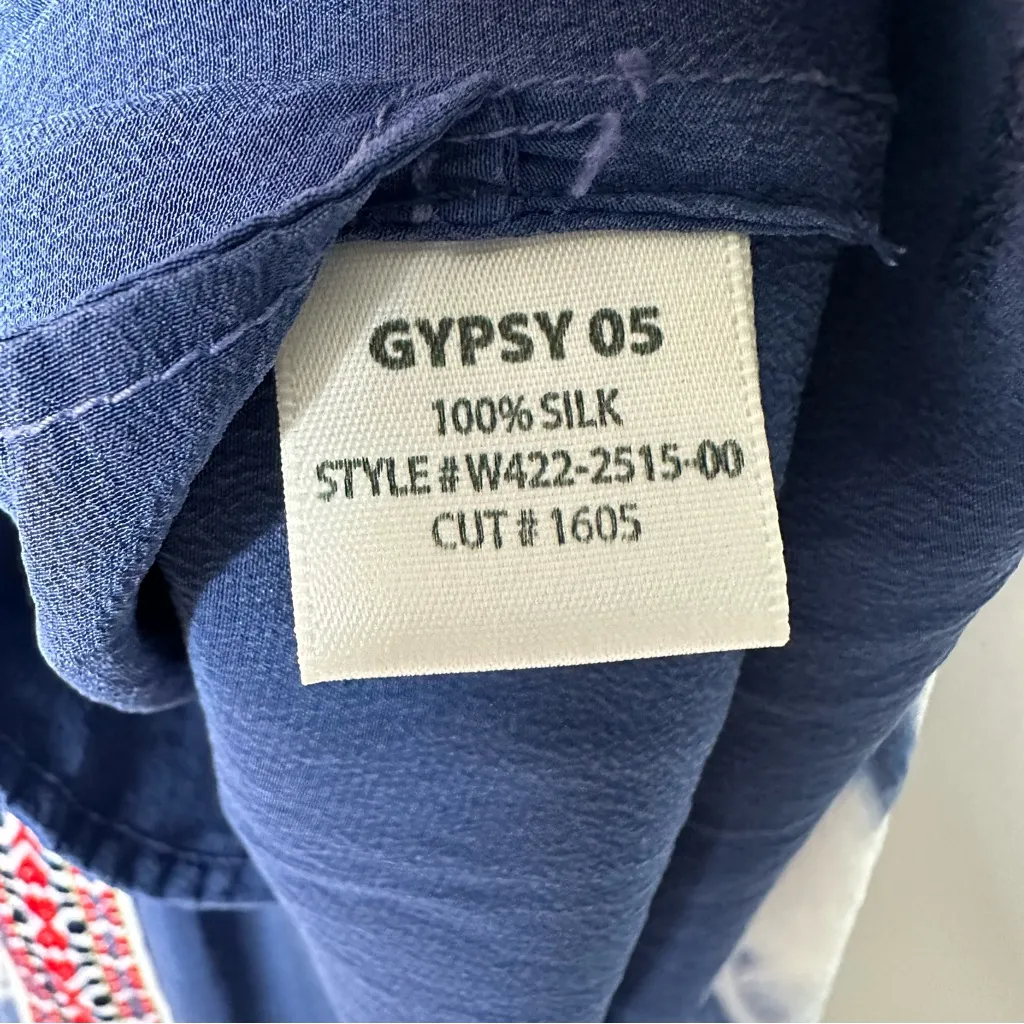 GYPSY 05
100% SILK
STYLE # W422-2515-00
CUT # 1605